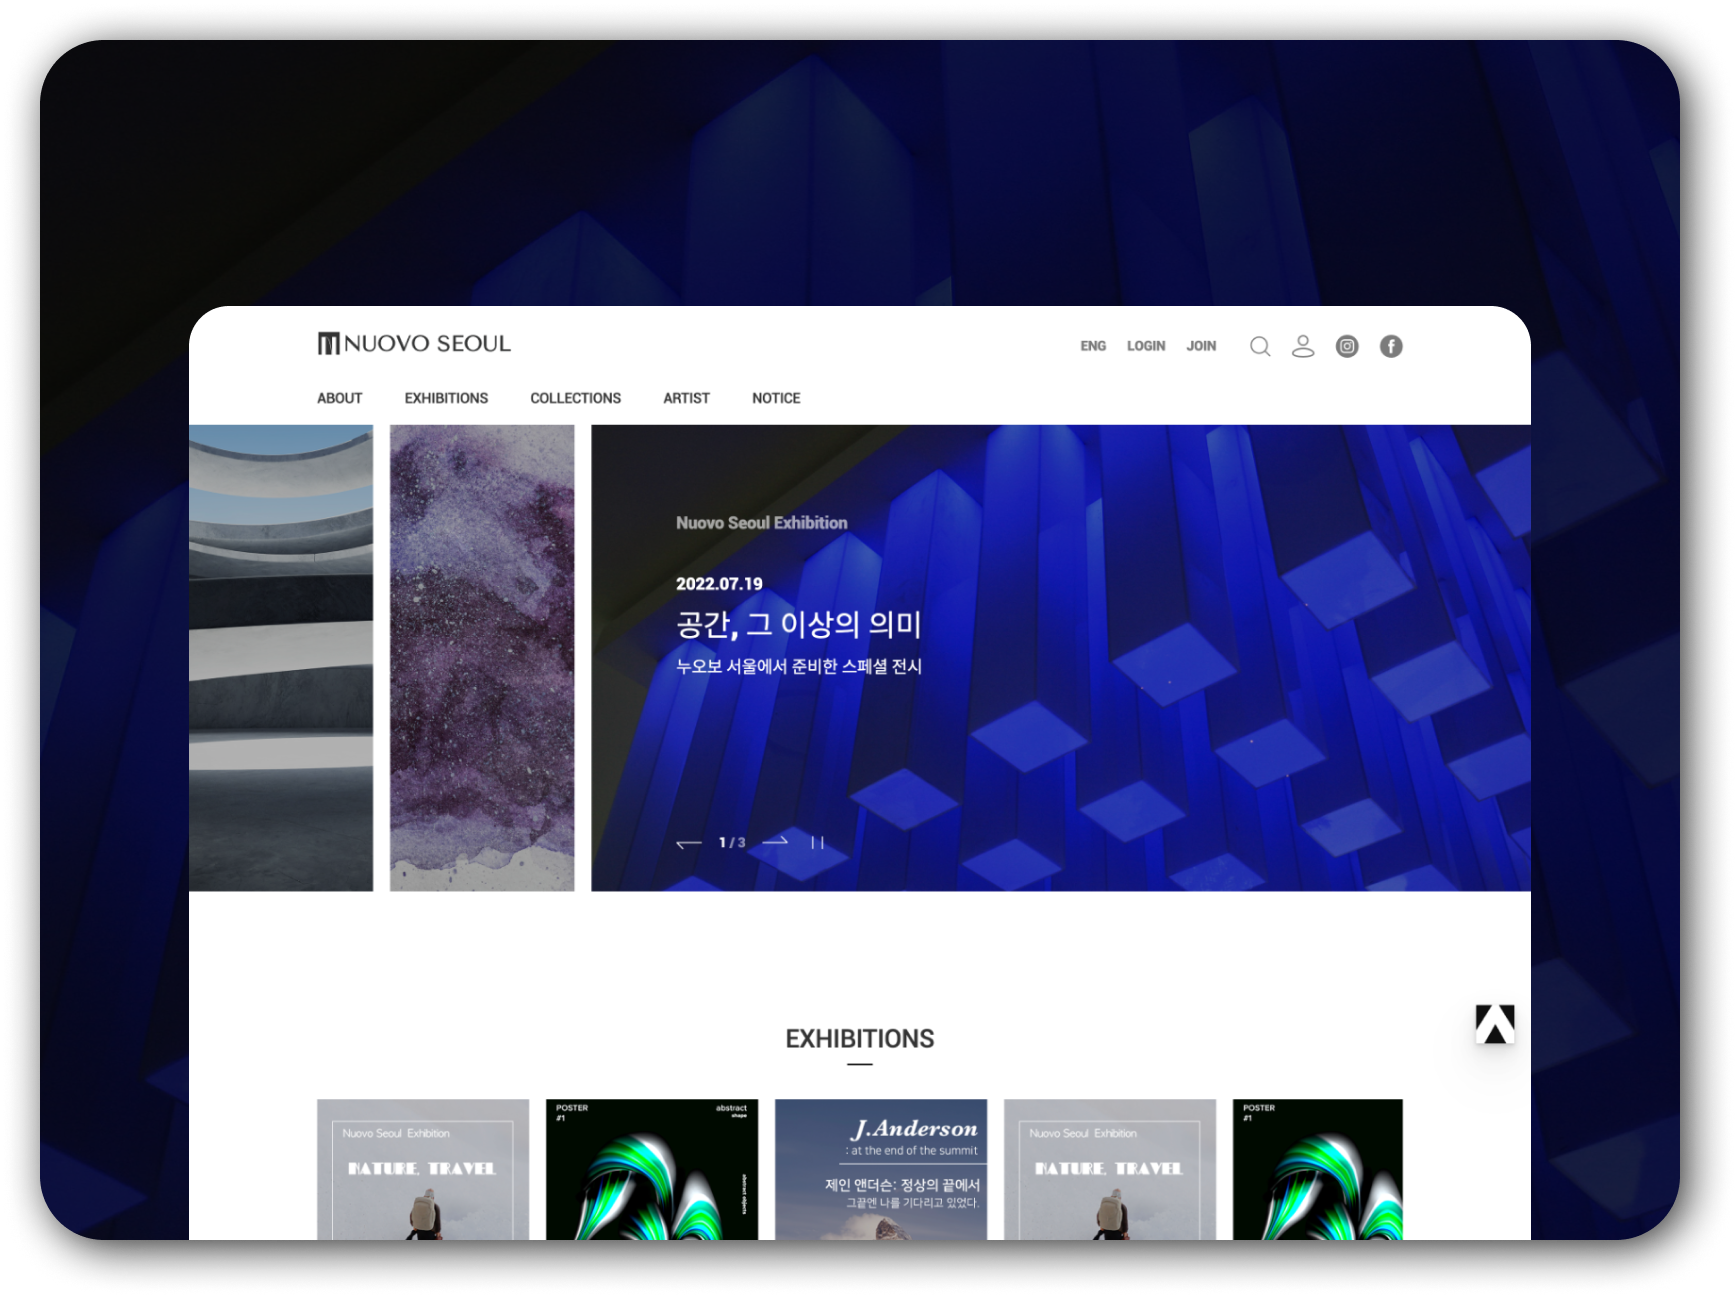 NUOVO SEOUL
ENG LOGIN JOIN
ABOUT EXHIBITIONS COLLECTIONS ARTIST NOTICE
Nuovo Seoul Exhibition
2022.07.19
공간, 그 이상의 의미
누오보 서울에서 준비한 스페셜 전시
1 / 3
EXHIBITIONS
Nuovo Seoul Exhibition
NATURE, TRAVEL
POSTER
#1
abstract
shape
abstract objects
J.Anderson
: at the end of the summit
제인 앤더슨: 정상의 끝에서
그끝엔 나를 기다리고 있었다.
Nuovo Seoul Exhibition
NATURE, TRAVEL
POSTER
#1